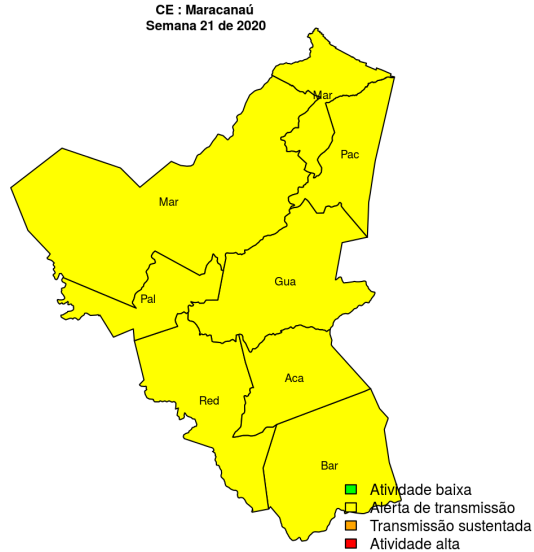 CE : Maracanaú
Semana 21 de 2020
Mar
Pac
Mar
Gua
Pal
Aca
Red
Bar
Atividade baixa
Alerta de transmissão
Transmissão sustentada
Atividade alta